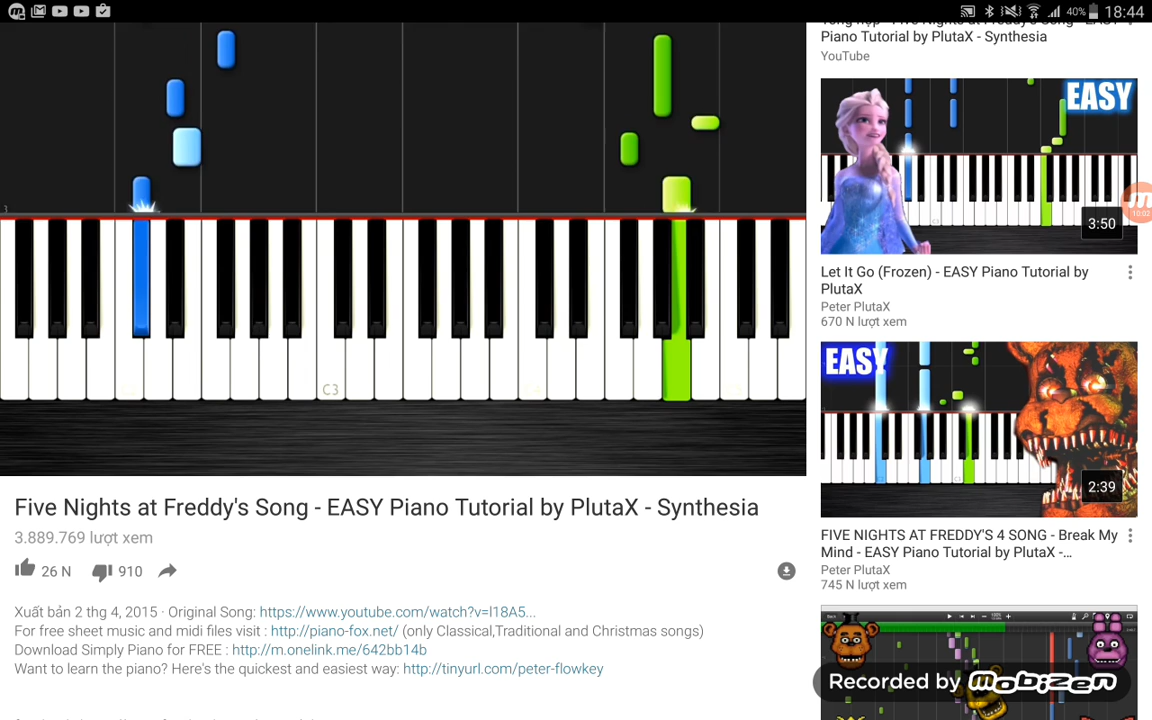 40% 18:44
Piano Tutorial by PlutaX - Synthesia
YouTube
EASY
3:50
10:03
Let It Go (Frozen) - EASY Piano Tutorial by
PlutaX
Peter PlutaX
670 N lượt xem
EASY
2:39
FIVE NIGHTS AT FREDDY'S 4 SONG - Break My
Mind - EASY Piano Tutorial by PlutaX -...
Peter PlutaX
745 N lượt xem
1
C3
Five Nights at Freddy's Song - EASY Piano Tutorial by PlutaX - Synthesia
3.889.769 lượt xem
26 N 910
Xuất bản 2 thg 4, 2015 · Original Song: https://www.youtube.com/watch?v=l18A5...
For free sheet music and midi files visit : http://piano-fox.net/ (only Classical,Traditional and Christmas songs)
Download Simply Piano for FREE : http://m.onelink.me/642bb14b
Want to learn the piano? Here's the quickest and easiest way: http://tinyurl.com/peter-flowkey
Recorded by mobizen